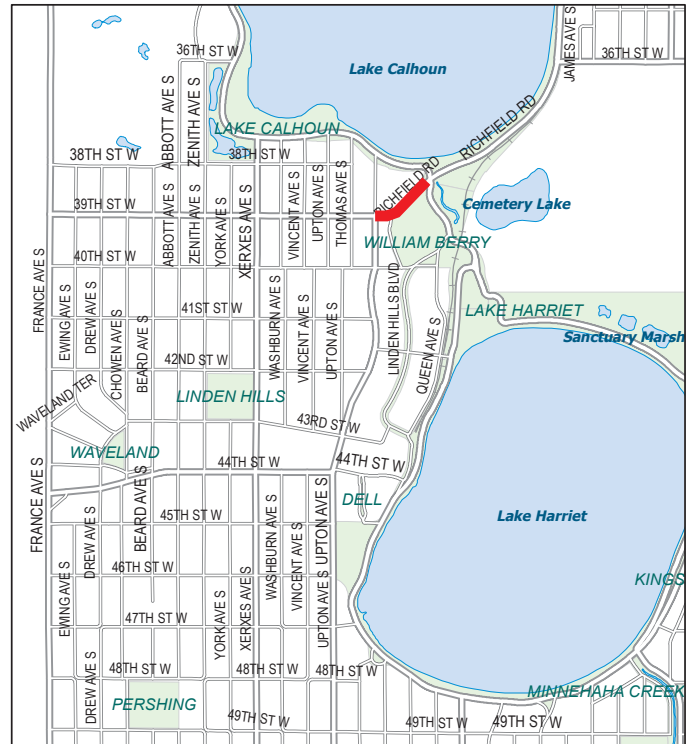 36TH ST W
Lake Calhoun
JAMES AVE S
36TH ST W
ABBOTT AVE S
ZENITH AVE S
LAKE CALHOUN
RICHFIELD RD
38TH ST W
38TH ST W
RICHFIELD RD
Cemetery Lake
39TH ST W
ABBOTT AVE S
ZENITH AVE S
YORK AVE S
XERXES AVE S
VINCENT AVE S
UPTON AVE S
THOMAS AVE S
WILLIAM BERRY
40TH ST W
FRANCE AVE S
EWING AVE S
DREW AVE S
CHOWEN AVE S
BEARD AVE S
41ST ST W
WASHBURN AVE S
VINCENT AVE S
UPTON AVE S
LINDEN HILLS BLVD
QUEEN AVE S
LAKE HARRIET
Sanctuary Marsh
42ND ST W
WAVELAND TER
LINDEN HILLS
43RD ST W
WAVELAND
44TH ST W
44TH ST W
DELL
FRANCE AVE S
DREW AVE S
BEARD AVE S
45TH ST W
WASHBURN AVE S
VINCENT AVE S
UPTON AVE S
Lake Harriet
46TH ST W
EWING AVE S
YORK AVE S
XERXES AVE S
UPTON AVE S
KINGS
47TH ST W
48TH ST W
48TH ST W
48TH ST W
DREW AVE S
PERSHING
MINNEHAHA CREEK
49TH ST W
49TH ST W
49TH ST W